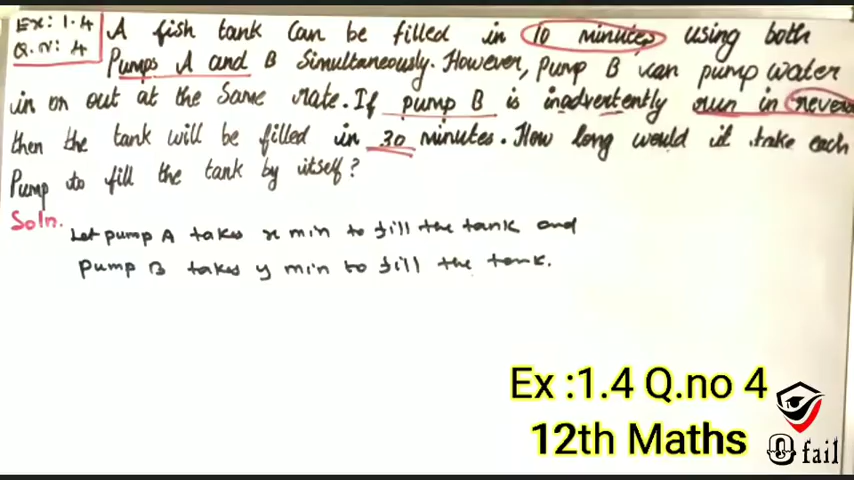 Ex: 1.4
Q.N: 4
A fish tank can be filled in 10 minutes using both
Pumps A and B Simultaneously. However, pump B can pump water
in or out at the same rate. If pump B is inadvertently run in reverse
then the tank will be filled in 30 minutes. How long would it take each
Pump to fill the tank by itself?
Soln.
Let pump A takes x min to fill the tank and
pump B takes y min to fill the tank.
Ex :1.4 Q.no 4
12th Maths
0 fail